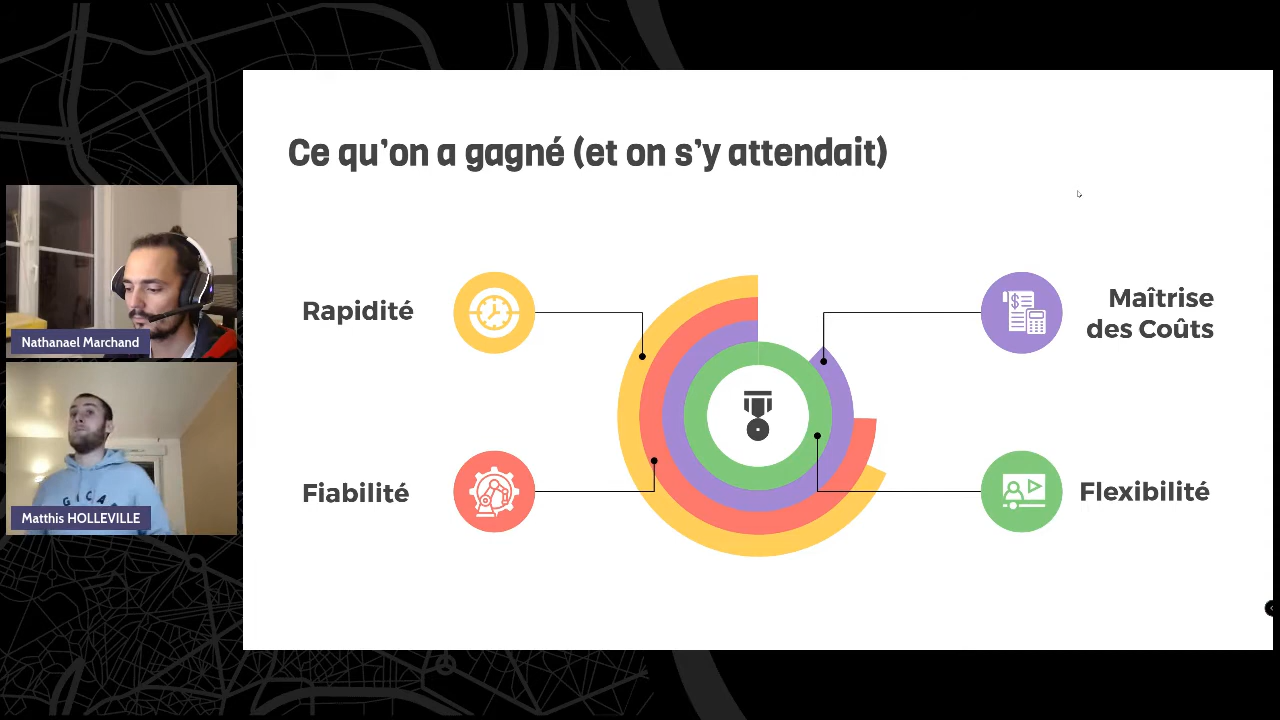 Ce qu'on a gagné (et on s'y attendait)
Rapidité
Maîtrise
des Coûts
Fiabilité
Flexibilité
$
Nathanael Marchand
Matthis HOLLEVILLE